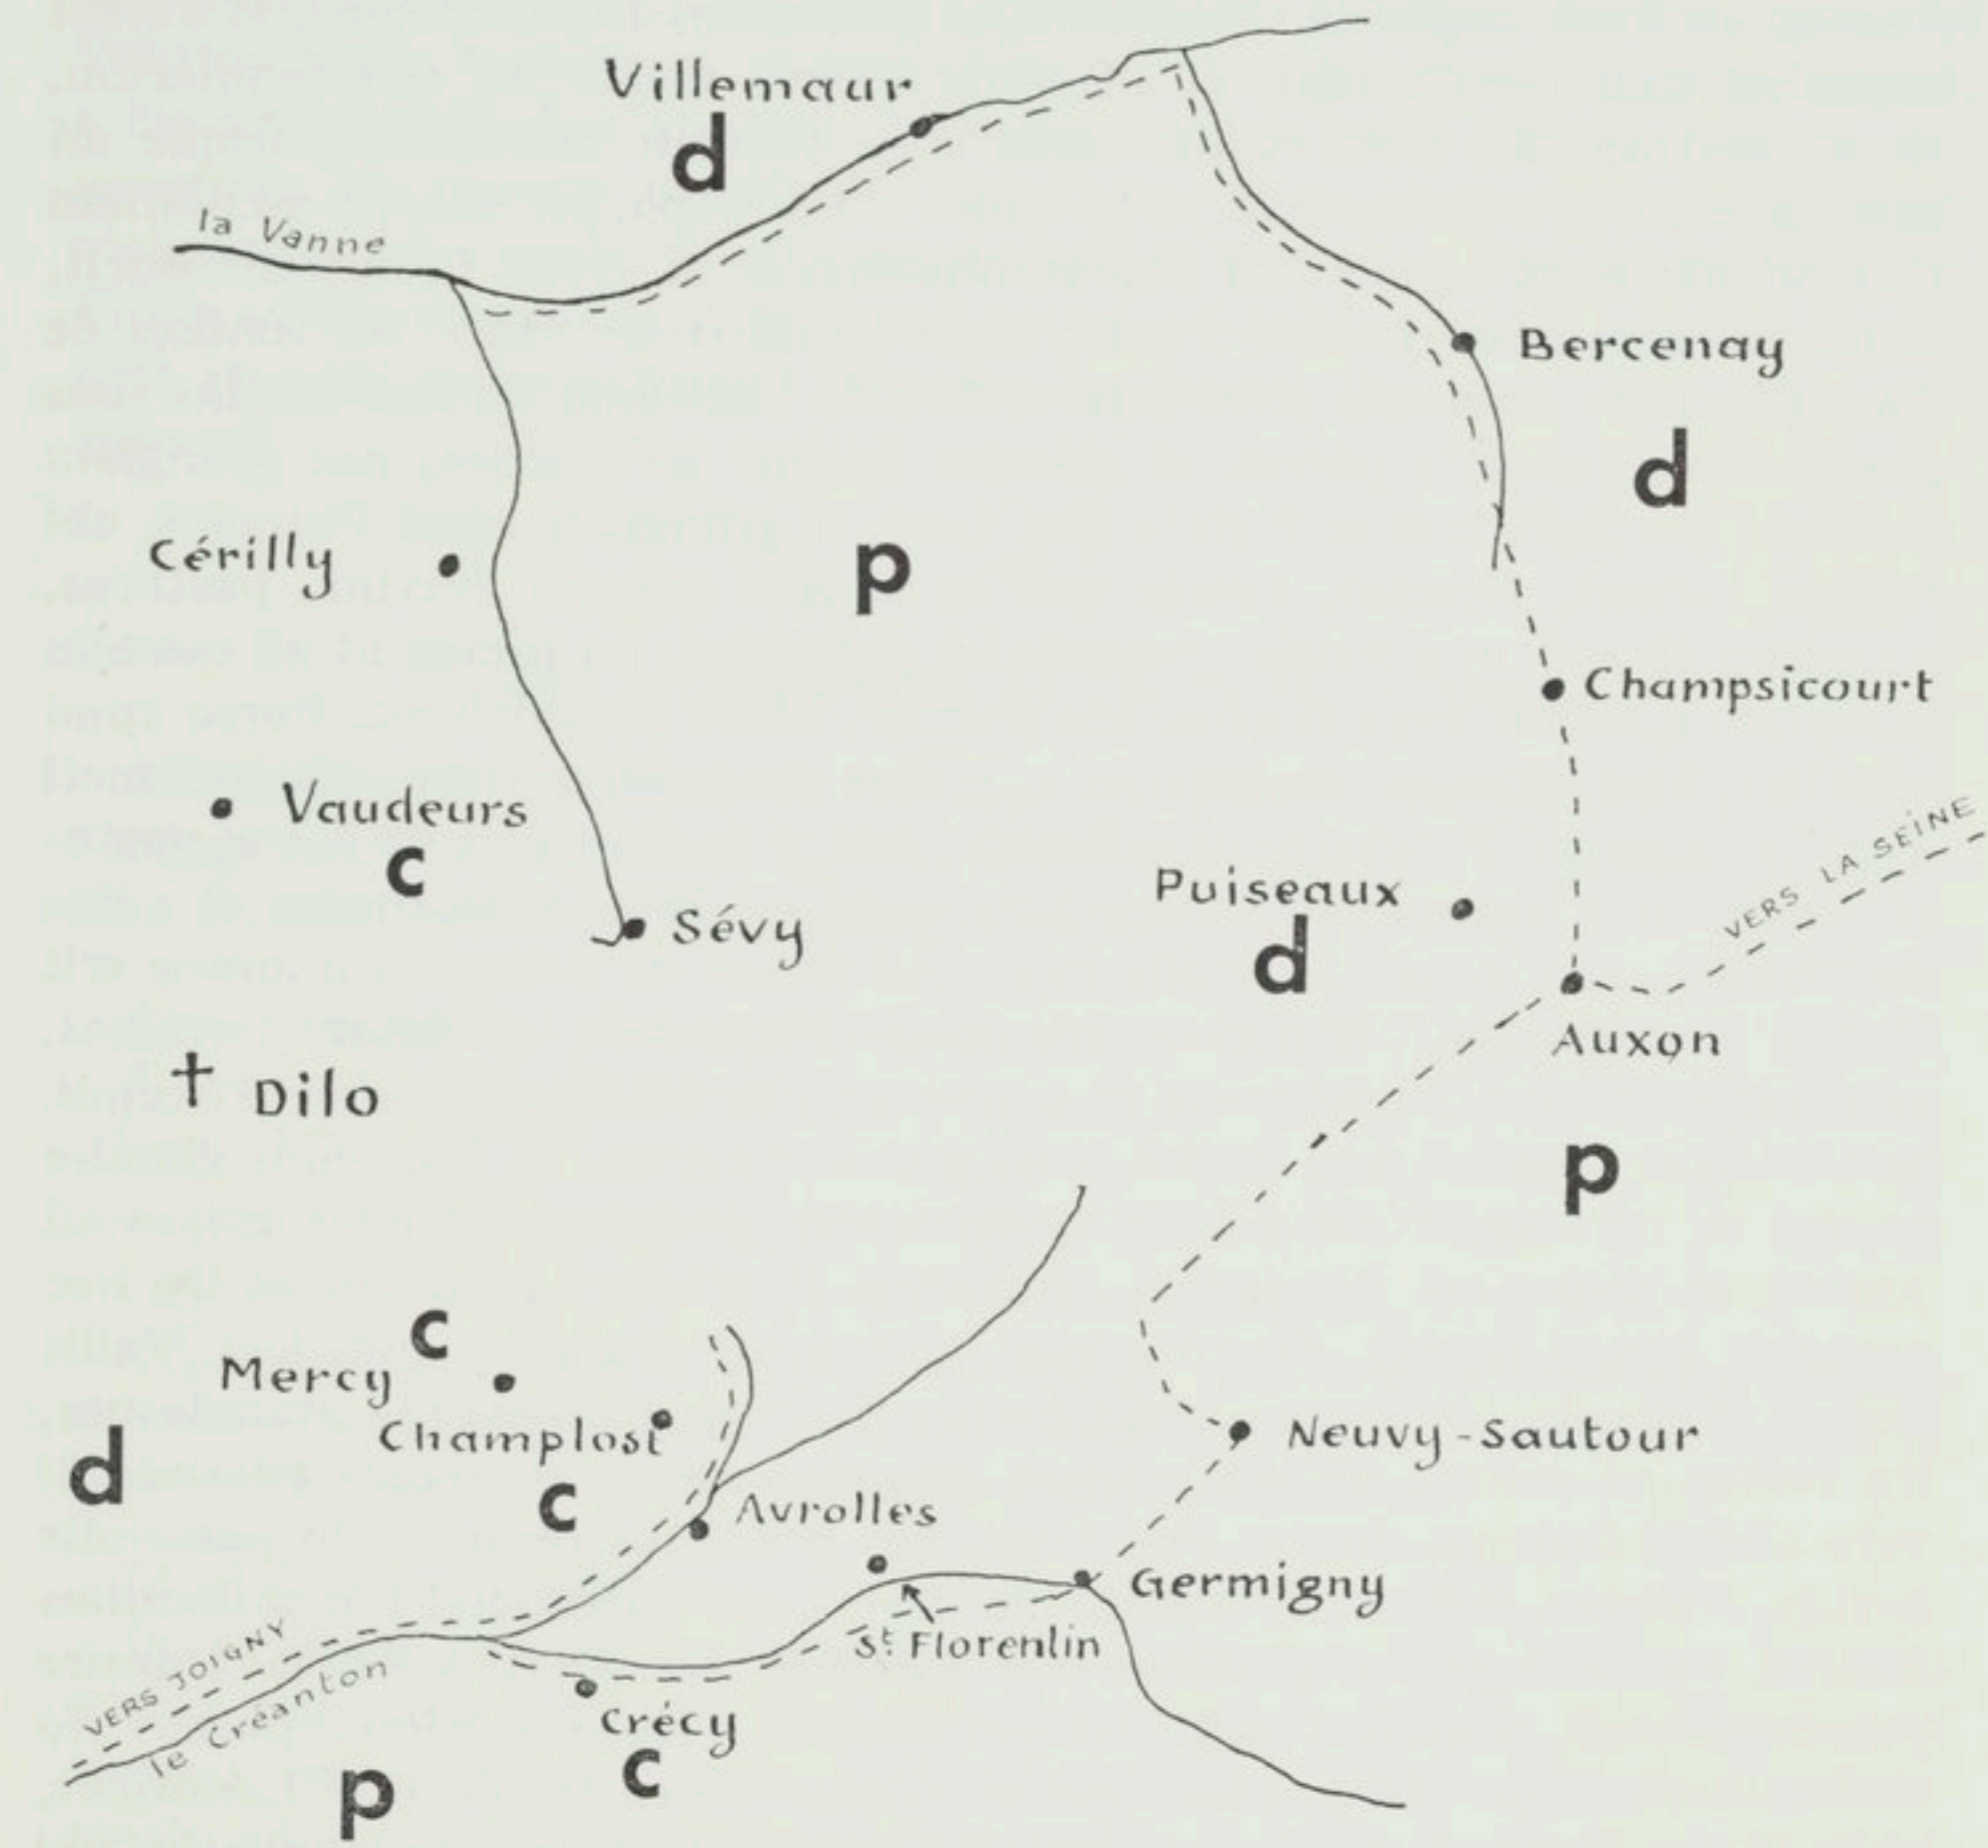 Villemaur
d
la Vanne
Bercenay
d
Cérilly
p
Champsicourt
Vaudeurs
c
Puiseaux
d
VERS LA SEINE
Sévy
Auxon
† Dilo
p
c
Mercy
Champlost
d
c
Neuvy-Sautour
Avrolles
Germigny
St Florentin
VERS JOIGNY
le Créanton
Crécy
c
p